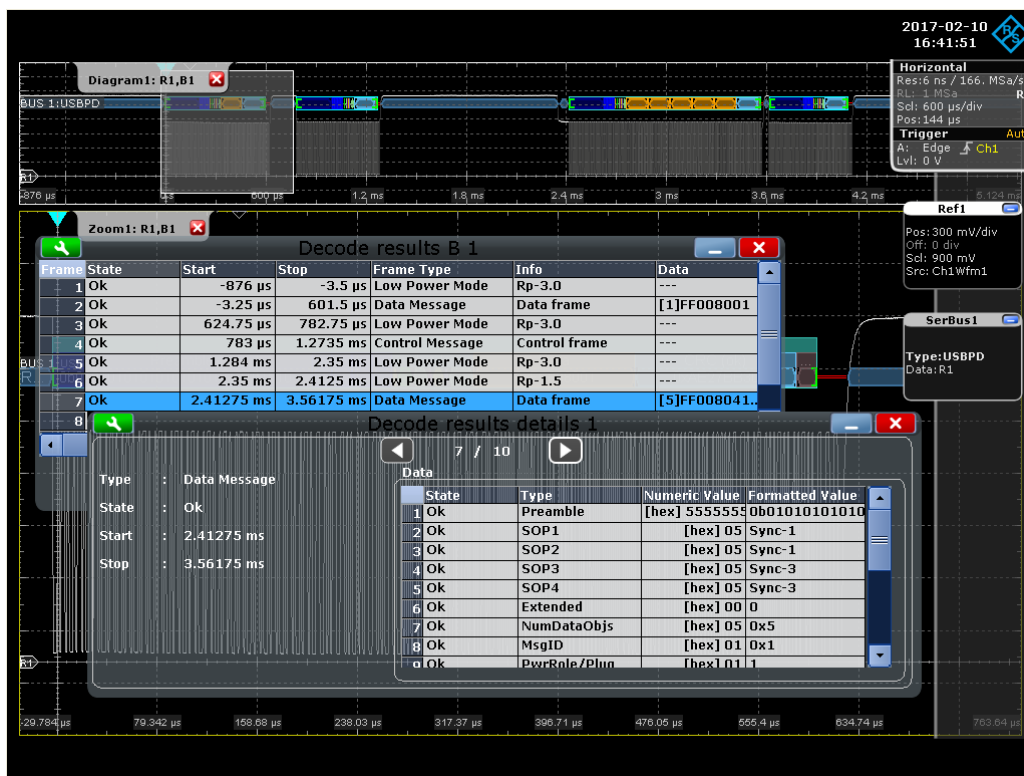 2017-02-10
16:41:51
Horizontal
Res:6 ns / 166. MSa/s
RL: 1 MSa R
Scl: 600 µs/div
Pos:144 µs
Trigger Aut
A: Edge Ch1
Lvl: 0 V
Diagram1: R1,B1
BUS 1:USBPD
R1
-876 µs 0 s 600 µs 1.2 ms 1.8 ms 2.4 ms 3 ms 3.6 ms 4.2 ms 5.124 ms
Ref1
Pos:300 mV/div
Off: 0 div
Scl: 900 mV
Src: Ch1Wfm1
SerBus1
Type:USBPD
Data:R1
Zoom1: R1,B1
Decode results B 1
Frame State Start Stop Frame Type Info Data
1 Ok -876 µs -3.5 µs Low Power Mode Rp-3.0 ---
2 Ok -3.25 µs 601.5 µs Data Message Data frame [1]FF008001
3 Ok 624.75 µs 782.75 µs Low Power Mode Rp-3.0 ---
4 Ok 783 µs 1.2735 ms Control Message Control frame ---
5 Ok 1.284 ms 2.35 ms Low Power Mode Rp-3.0 ---
6 Ok 2.35 ms 2.4125 ms Low Power Mode Rp-1.5 ---
7 Ok 2.41275 ms 3.56175 ms Data Message Data frame [5]FF008041..
8
Decode results details 1
7 / 10
Type : Data Message
State : Ok
Start : 2.41275 ms
Stop : 3.56175 ms
Data
State Type Numeric Value Formatted Value
1 Ok Preamble [hex] 5555555 0b01010101010
2 Ok SOP1 [hex] 05 Sync-1
3 Ok SOP2 [hex] 05 Sync-1
4 Ok SOP3 [hex] 05 Sync-3
5 Ok SOP4 [hex] 05 Sync-3
6 Ok Extended [hex] 00 0
7 Ok NumDataObjs [hex] 05 0x5
8 Ok MsgID [hex] 01 0x1
9 Ok PwrRole/Plug [hex] 01 1
R1
-29.784 µs 79.342 µs 158.68 µs 238.03 µs 317.37 µs 396.71 µs 476.05 µs 555.4 µs 634.74 µs 763.64 µs